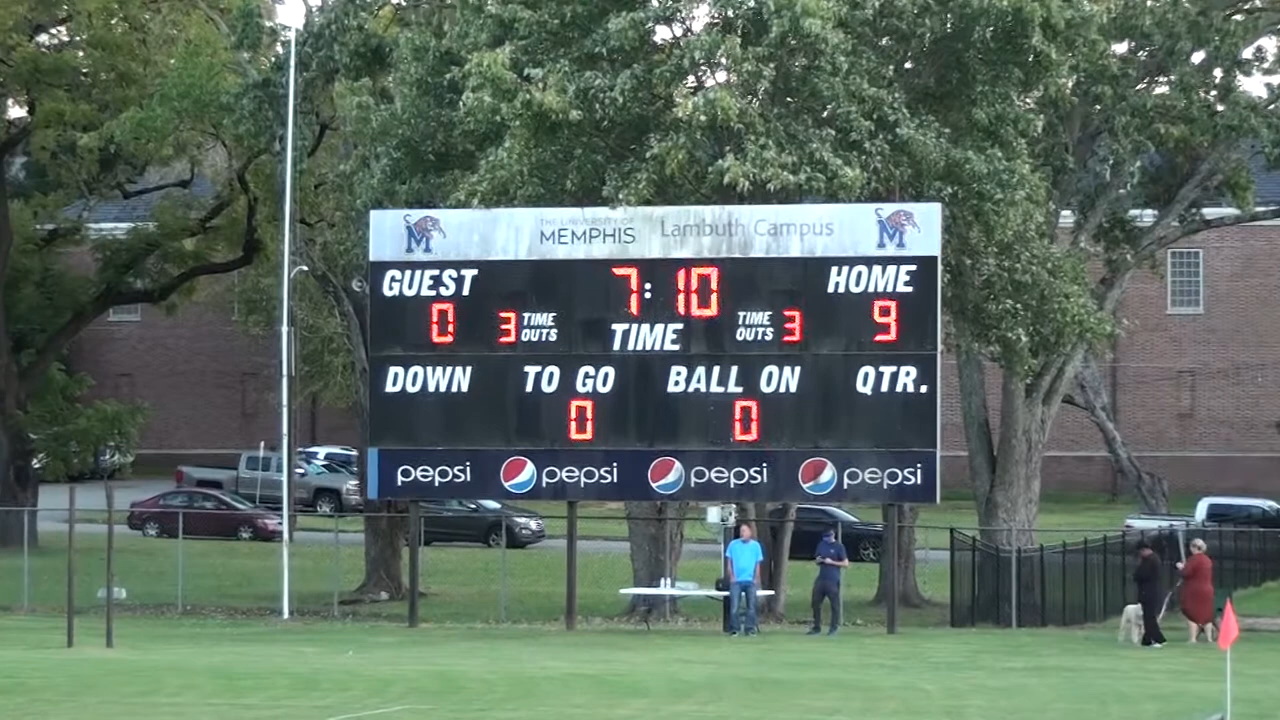 THE UNIVERSITY OF
MEMPHIS
Lambuth Campus
M
M
GUEST 7:10 HOME
0 3 TIME OUTS TIME TIME OUTS 3 9
DOWN TO GO BALL ON QTR.
0 0
pepsi pepsi pepsi pepsi